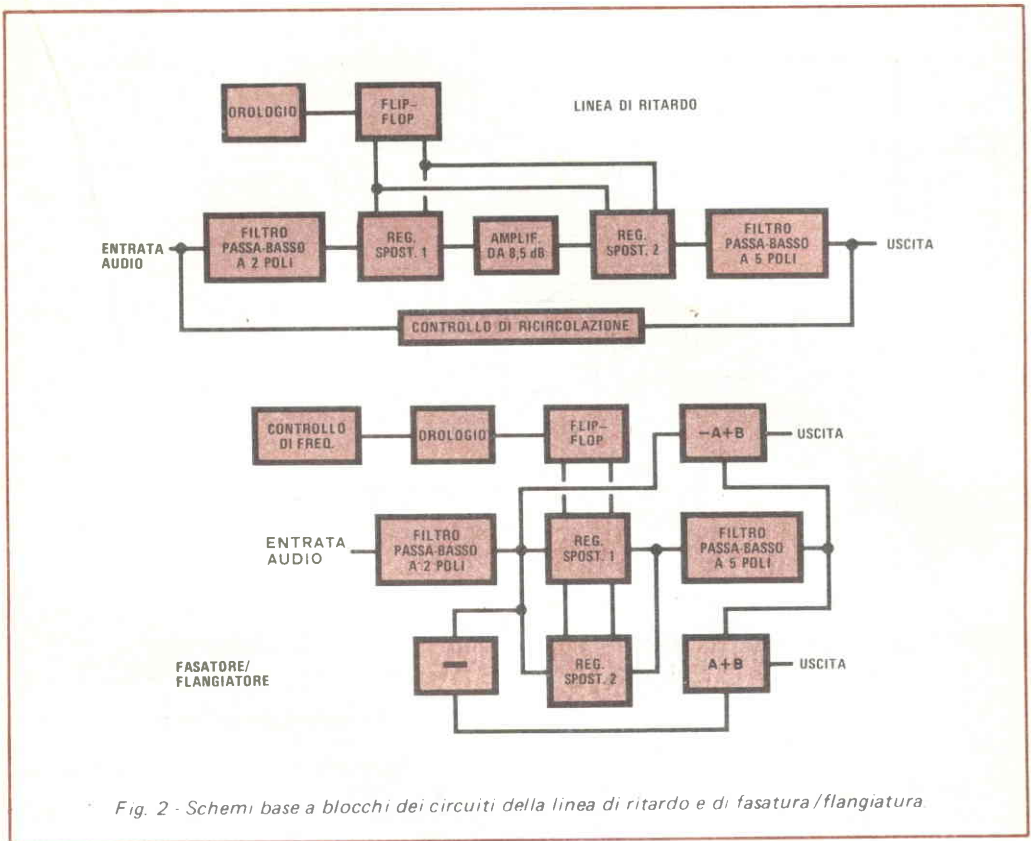 LINEA DI RITARDO
OROLOGIO
FLIP-
FLOP
ENTRATA
AUDIO
FILTRO
PASSA-BASSO
A 2 POLI
REG.
SPOST. 1
AMPLIF.
DA 8,5 dB
REG.
SPOST. 2
FILTRO
PASSA-BASSO
A 5 POLI
USCITA
CONTROLLO DI RICIRCOLAZIONE
CONTROLLO
DI FREQ.
OROLOGIO
FLIP-
FLOP
-A+B
USCITA
ENTRATA
AUDIO
FILTRO
PASSA-BASSO
A 2 POLI
REG.
SPOST. 1
FILTRO
PASSA-BASSO
A 5 POLI
FASATORE/
FLANGIATORE
−
REG.
SPOST. 2
A+B
USCITA
Fig. 2 - Schemi base a blocchi dei circuiti della linea di ritardo e di fasatura/flangiatura.